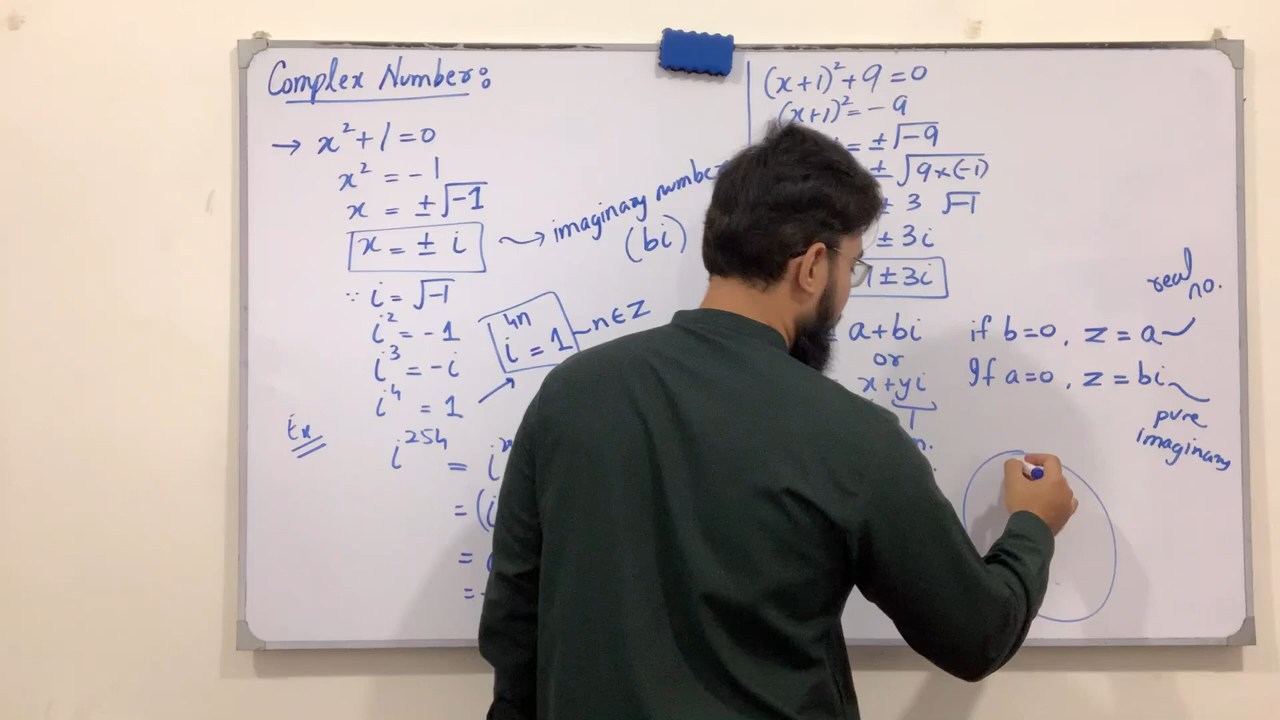 Complex Number:
→ x² + 1 = 0
x² = -1
x = ±√-1
x = ± i
imaginary number
(bi)
∵ i = √-1
i² = -1
i³ = -i
i⁴ = 1
i⁴ⁿ = 1
n ∈ Z
Ex
i²⁵⁴ = i
= (i
=
= -
(x+1)² + 9 = 0
(x+1)² = -9
= ±√-9
± √9×(-1)
± 3 √-1
± 3i
1 ± 3i
= a+bi
or
x+yi
if b=0, z = a
real no.
If a=0, z = bi
pure
imaginary